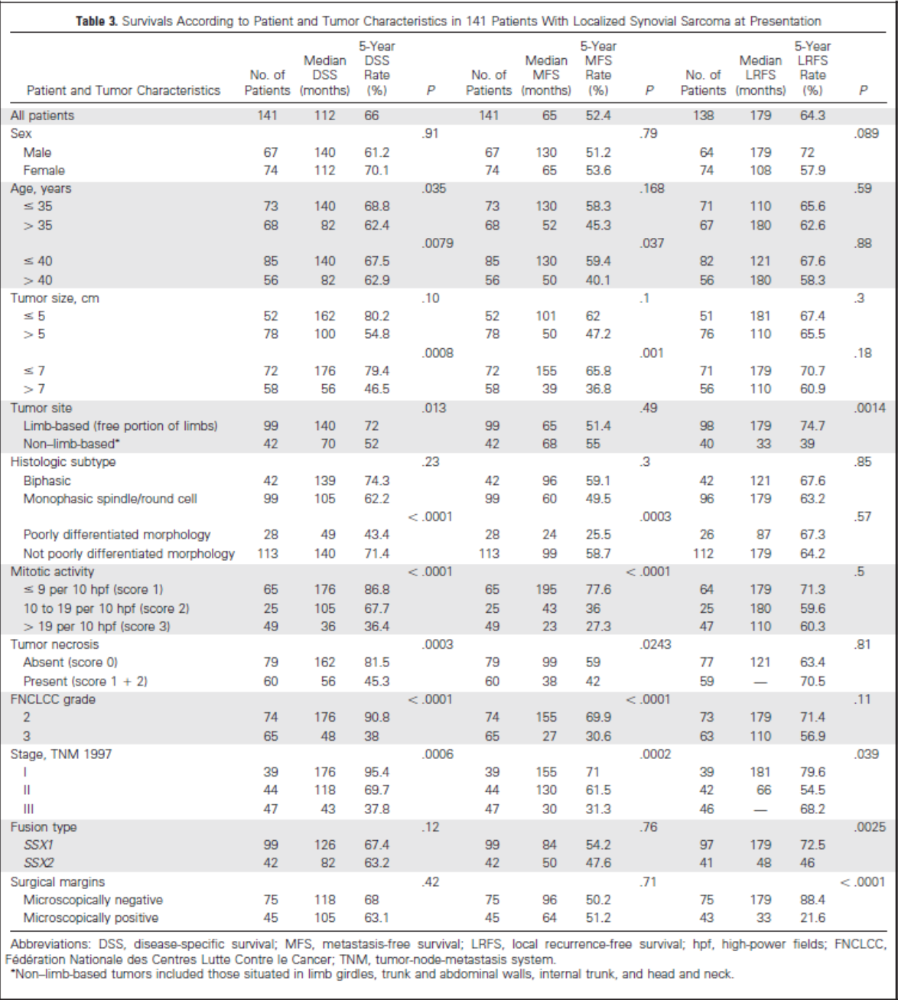 Table 3. Survivals According to Patient and Tumor Characteristics in 141 Patients With Localized Synovial Sarcoma at Presentation
Patient and Tumor Characteristics No. of Patients Median DSS (months) 5-Year DSS Rate (%) P No. of Patients Median MFS (months) 5-Year MFS Rate (%) P No. of Patients Median LRFS (months) 5-Year LRFS Rate (%) P
All patients 141 112 66 141 65 52.4 138 179 64.3
Sex .91 .79 .089
Male 67 140 61.2 67 130 51.2 64 179 72
Female 74 112 70.1 74 65 53.6 74 108 57.9
Age, years .035 .168 .59
≤ 35 73 140 68.8 73 130 58.3 71 110 65.6
> 35 68 82 62.4 68 52 45.3 67 180 62.6
.0079 .037 .88
≤ 40 85 140 67.5 85 130 59.4 82 121 67.6
> 40 56 82 62.9 56 50 40.1 56 180 58.3
Tumor size, cm .10 .1 .3
≤ 5 52 162 80.2 52 101 62 51 181 67.4
> 5 78 100 54.8 78 50 47.2 76 110 65.5
.0008 .001 .18
≤ 7 72 176 79.4 72 155 65.8 71 179 70.7
> 7 58 56 46.5 58 39 36.8 56 110 60.9
Tumor site .013 .49 .0014
Limb-based (free portion of limbs) 99 140 72 99 65 51.4 98 179 74.7
Non–limb-based* 42 70 52 42 68 55 40 33 39
Histologic subtype .23 .3 .85
Biphasic 42 139 74.3 42 96 59.1 42 121 67.6
Monophasic spindle/round cell 99 105 62.2 99 60 49.5 96 179 63.2
< .0001 .0003 .57
Poorly differentiated morphology 28 49 43.4 28 24 25.5 26 87 67.3
Not poorly differentiated morphology 113 140 71.4 113 99 58.7 112 179 64.2
Mitotic activity < .0001 < .0001 .5
≤ 9 per 10 hpf (score 1) 65 176 86.8 65 195 77.6 64 179 71.3
10 to 19 per 10 hpf (score 2) 25 105 67.7 25 43 36 25 180 59.6
> 19 per 10 hpf (score 3) 49 36 36.4 49 23 27.3 47 110 60.3
Tumor necrosis .0003 .0243 .81
Absent (score 0) 79 162 81.5 79 99 59 77 121 63.4
Present (score 1 + 2) 60 56 45.3 60 38 42 59 — 70.5
FNCLCC grade < .0001 < .0001 .11
2 74 176 90.8 74 155 69.9 73 179 71.4
3 65 48 38 65 27 30.6 63 110 56.9
Stage, TNM 1997 .0006 .0002 .039
I 39 176 95.4 39 155 71 39 181 79.6
II 44 118 69.7 44 130 61.5 42 66 54.5
III 47 43 37.8 47 30 31.3 46 — 68.2
Fusion type .12 .76 .0025
SSX1 99 126 67.4 99 84 54.2 97 179 72.5
SSX2 42 82 63.2 42 50 47.6 41 48 46
Surgical margins .42 .71 < .0001
Microscopically negative 75 118 68 75 96 50.2 75 179 88.4
Microscopically positive 45 105 63.1 45 64 51.2 43 33 21.6
Abbreviations: DSS, disease-specific survival; MFS, metastasis-free survival; LRFS, local recurrence-free survival; hpf, high-power fields; FNCLCC,
Fédération Nationale des Centres Lutte Contre le Cancer; TNM, tumor-node-metastasis system.
*Non–limb-based tumors included those situated in limb girdles, trunk and abdominal walls, internal trunk, and head and neck.